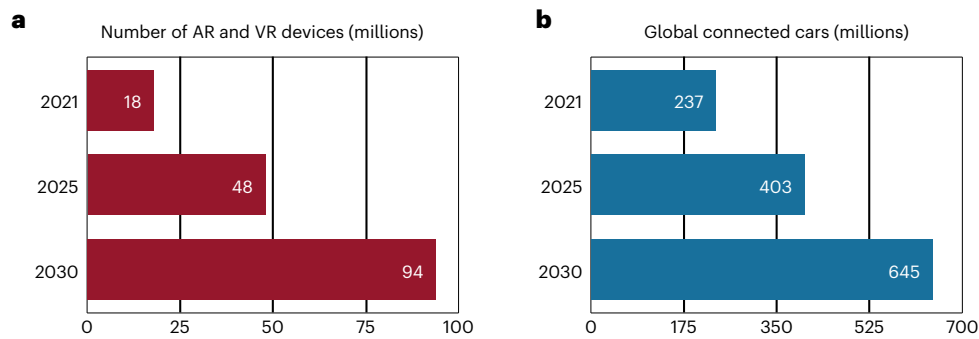 a
Number of AR and VR devices (millions)
2021
18
2025
48
2030
94
0 25 50 75 100
b
Global connected cars (millions)
2021
237
2025
403
2030
645
0 175 350 525 700